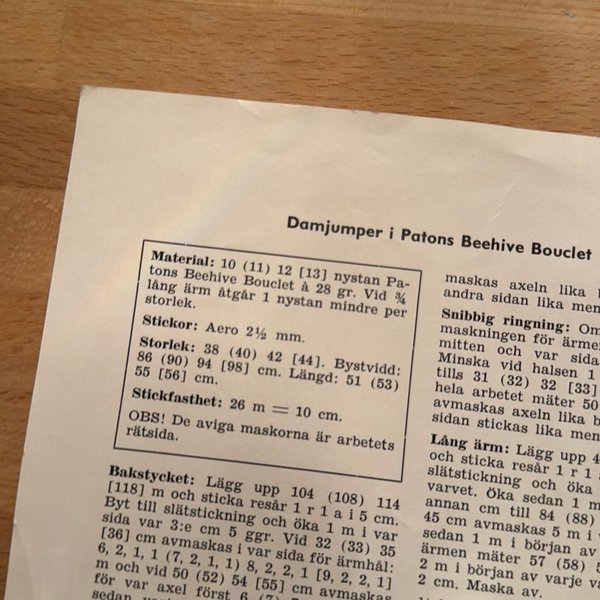 Damjumper i Patons Beehive Bouclet
Material: 10 (11) 12 [13] nystan Pa-
tons Beehive Bouclet à 28 gr. Vid ¾
lång ärm åtgår 1 nystan mindre per
storlek.
Stickor: Aero 2½ mm.
Storlek: 38 (40) 42 [44]. Bystvidd:
86 (90) 94 [98] cm. Längd: 51 (53)
55 [56] cm.
Stickfasthet: 26 m = 10 cm.
OBS! De aviga maskorna är arbetets
rätsida.
Bakstycket: Lägg upp 104 (108) 114
[118] m och sticka resår 1 r 1 a i 5 cm.
Byt till slätstickning och öka 1 m i var
sida var 3:e cm 5 ggr. Vid 32 (33) 35
[36] cm avmaskas i var sida för ärmhål:
6, 2, 1, 1 (7, 2, 1, 1) 8, 2, 2, 1 [9, 2, 2, 1]
m och vid 50 (52) 54 [55] cm avmaskas
för var axel först 6 (7)
sedan
maskas axeln lika
andra sidan lika men
Snibbig ringning: Om
maskningen för ärmen
mitten och var sida
Minska vid halsen 1
tills 31 (32) 32 [33]
hela arbetet mäter 50
avmaskas axeln lika
sidan stickas lika men
Lång ärm: Lägg upp 4
och sticka resår 1 r 1
slätstickning och öka
varvet. Öka sedan 1 m
annan cm till 84 (88)
45 cm avmaskas 5 m i
sedan 1 m i början av
ärmen mäter 57 (58)
2 m i början av varje
2 cm. Maska av.